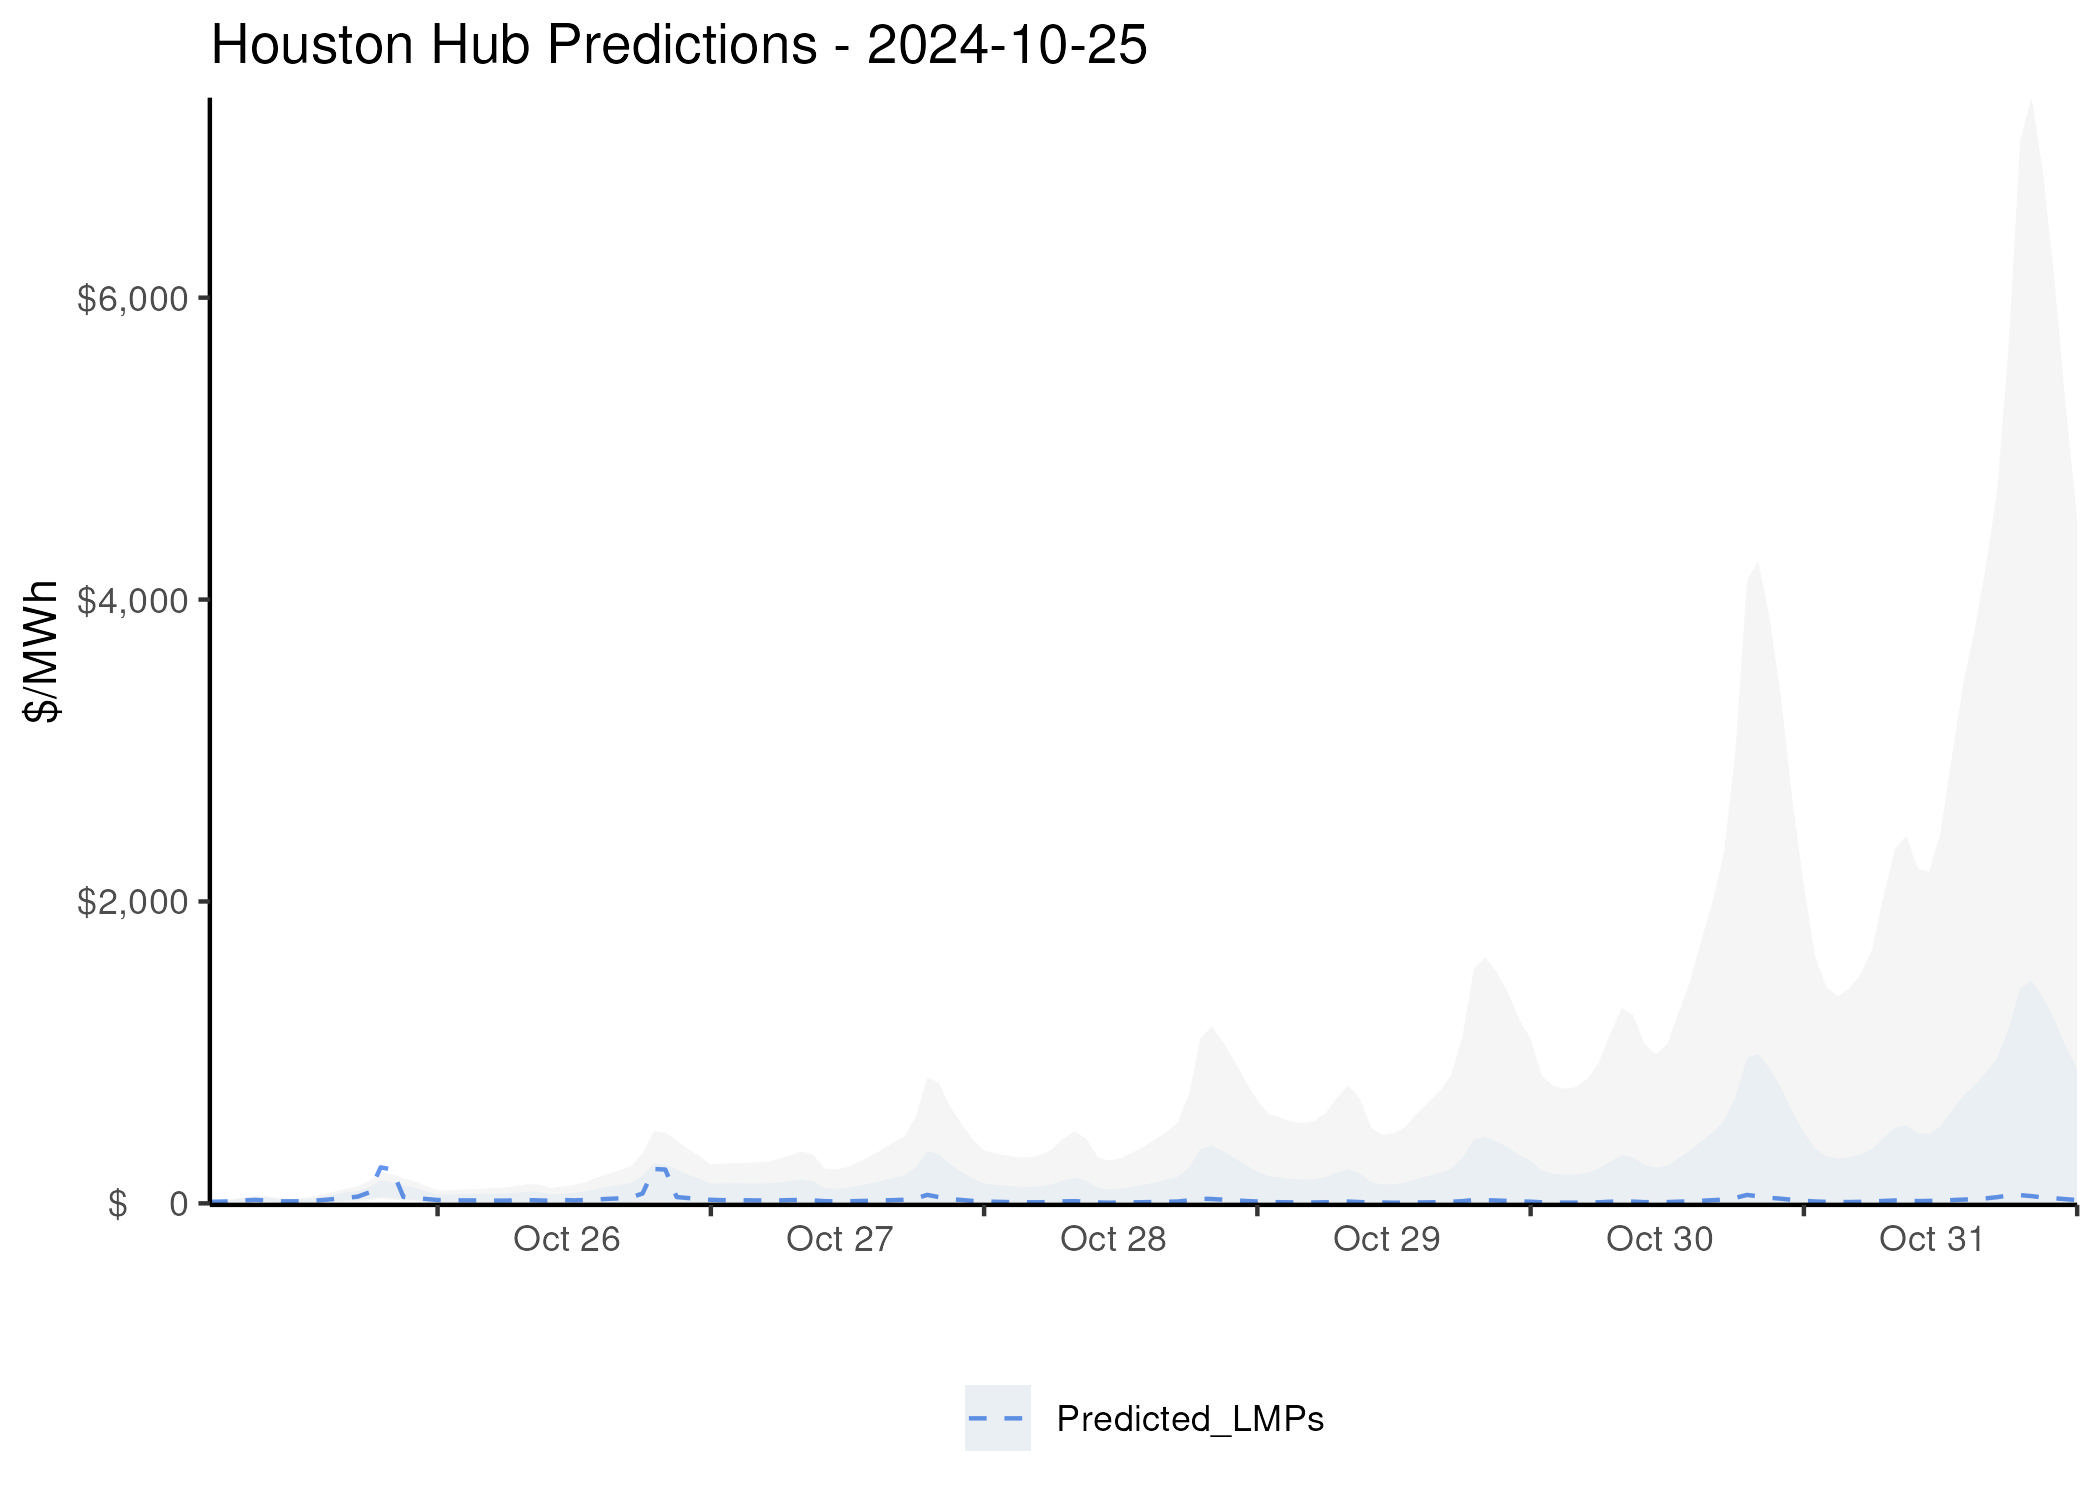 Houston Hub Predictions - 2024-10-25
$/MWh
$6,000
$4,000
$2,000
$ 0
Oct 26 Oct 27 Oct 28 Oct 29 Oct 30 Oct 31
Predicted_LMPs